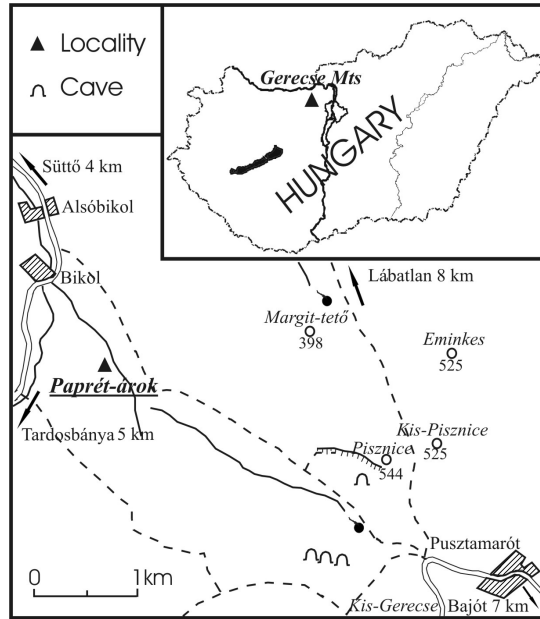 Locality
Cave
Gerecse Mts
HUNGARY
Süttő 4 km
Alsóbikol
Bikol
Lábatlan 8 km
Margit-tető
398
Eminkes
525
Paprét-árok
Tardosbánya 5 km
Kis-Pisznice
525
Pisznice
544
Pusztamarót
0 1km
Kis-Gerecse
Bajót 7 km